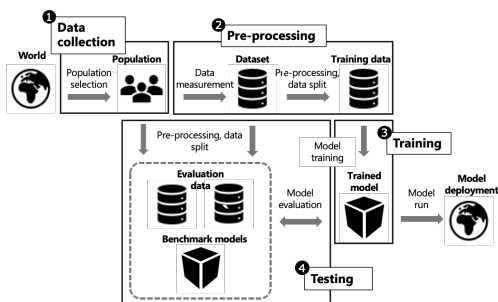 1
Data
collection
2
Pre-processing
World
Population
Dataset
Training data
Population
selection
Data
measurement
Pre-processing,
data split
Pre-processing, data
split
Model
training
3
Training
Evaluation
data
Model
evaluation
Trained
model
Model
run
Model
deployment
Benchmark models
4
Testing